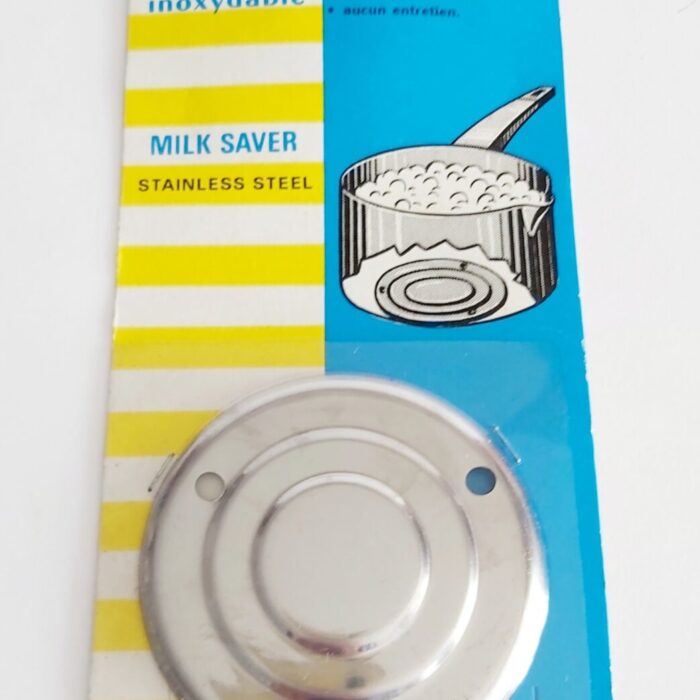 inoxydable
• aucun entretien.
MILK SAVER
STAINLESS STEEL